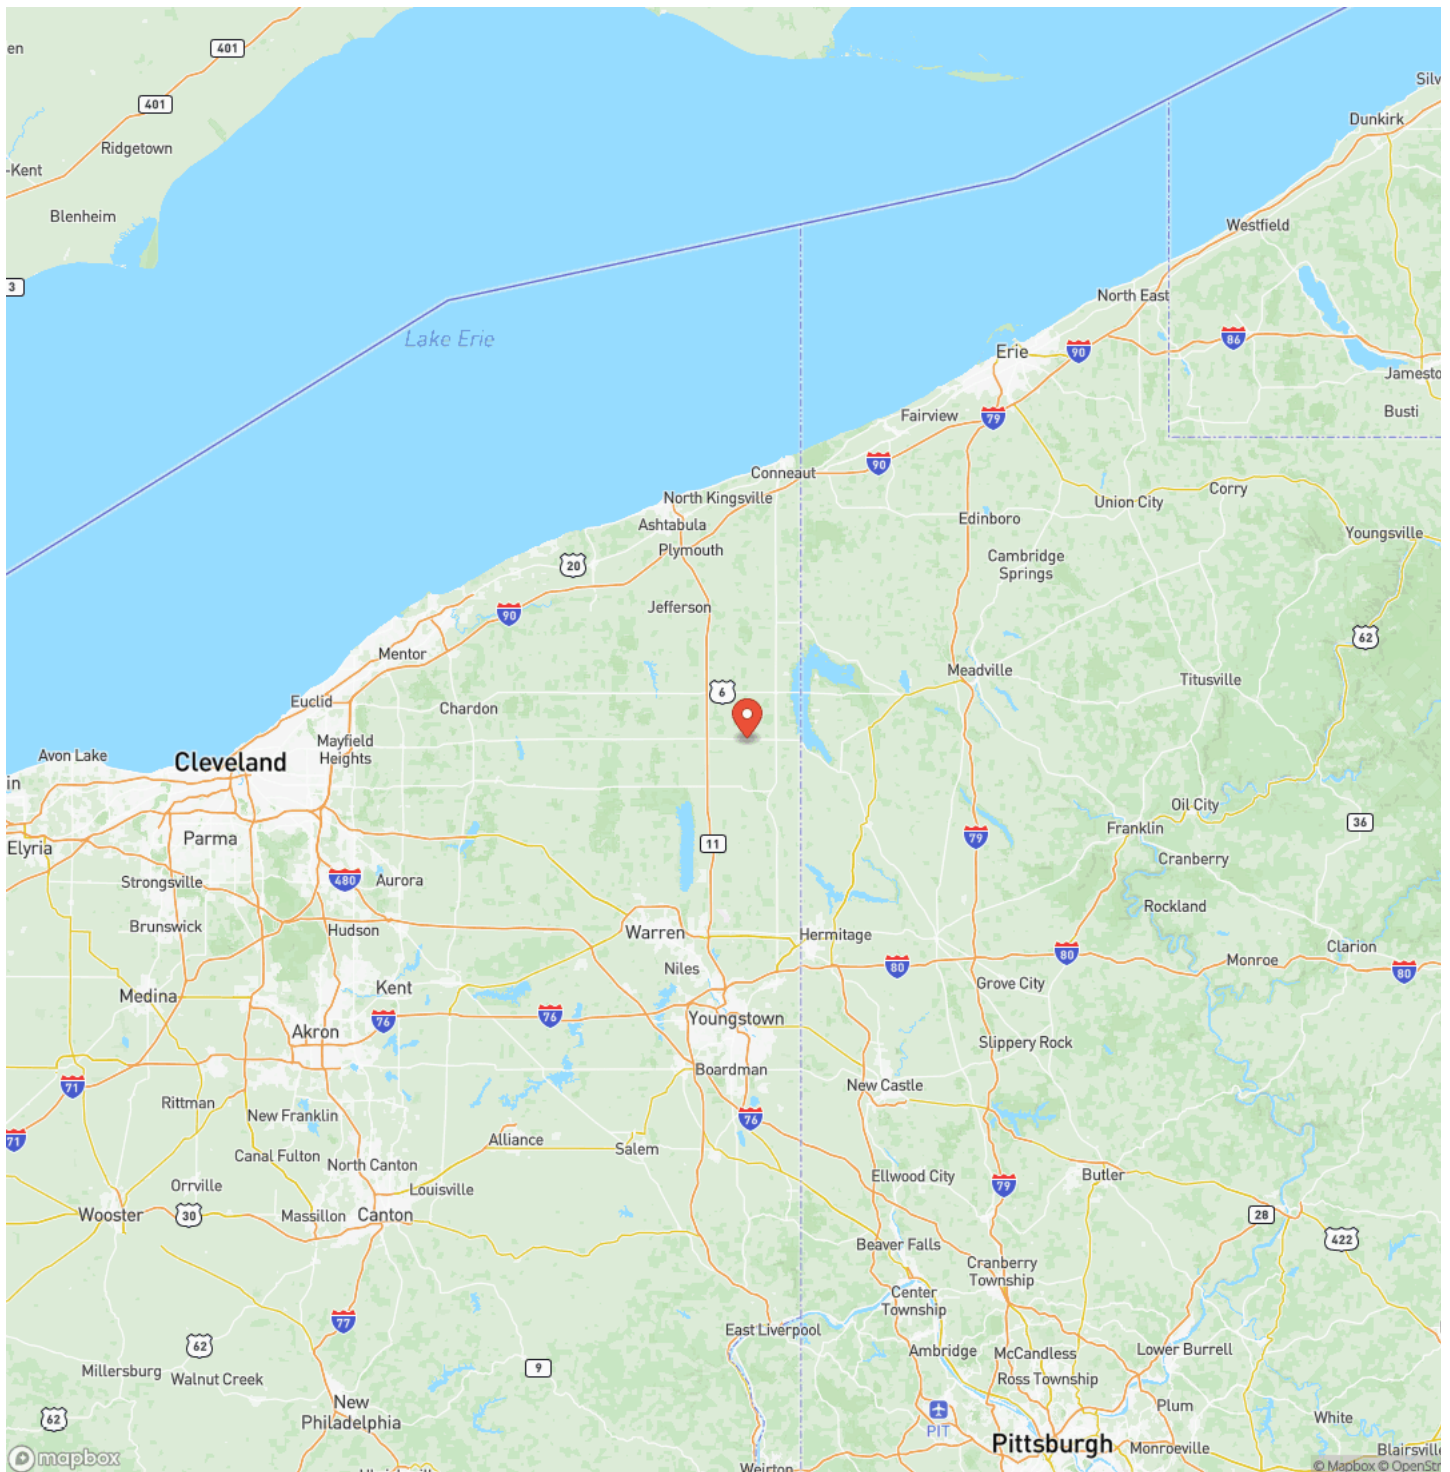 en
401
Silv
401
Dunkirk
Ridgetown
-Kent
Blenheim
Westfield
3
North East
Lake Erie
Erie
90
86
Jamesto
Fairview
79
Busti
90
Conneaut
North Kingsville
Corry
Union City
Ashtabula
Edinboro
Youngsville
Plymouth
20
Cambridge
Springs
Jefferson
90
62
Mentor
Meadville
Titusville
6
Euclid
Chardon
Mayfield
Heights
Avon Lake
Cleveland
in
Oil City
36
Franklin
Parma
79
11
Elyria
Cranberry
480
Aurora
Strongsville
Rockland
Brunswick
Hudson
Warren
Hermitage
Clarion
80
80
Monroe
80
Niles
Kent
Grove City
Medina
76
76
Youngstown
Akron
Slippery Rock
Boardman
71
New Castle
Rittman
New Franklin
76
71
Alliance
Salem
Canal Fulton
North Canton
Ellwood City
Butler
Orrville
Louisville
79
Wooster
30
Massillon
Canton
28
422
Beaver Falls
Cranberry
Township
Center
Township
77
East Liverpool
62
Ambridge
McCandless
Lower Burrell
Millersburg
9
Walnut Creek
Ross Township
New
Philadelphia
Plum
62
PIT
White
Pittsburgh
Monroeville
Blairsville
mapbox
Weirton
© Mapbox © OpenStr